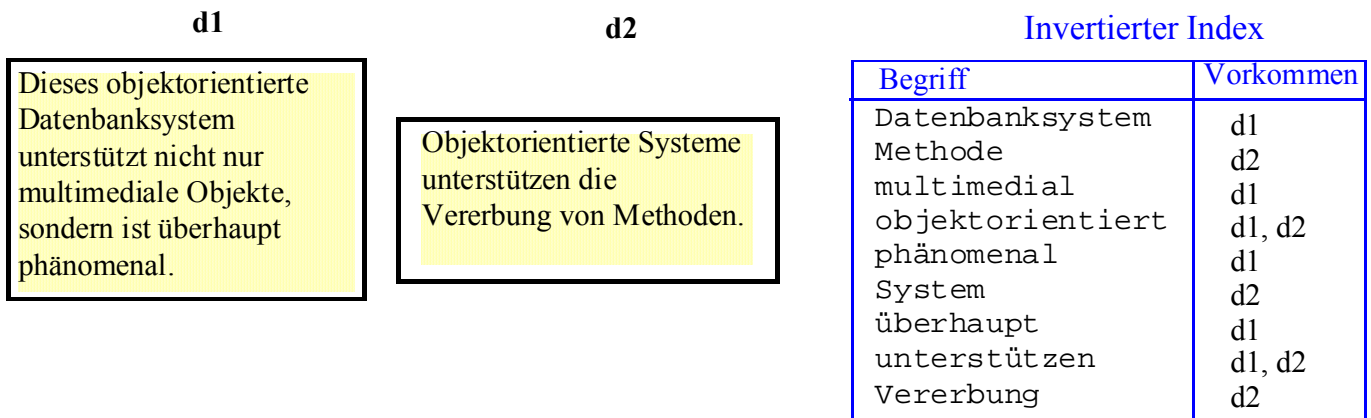 d1
Dieses objektorientierte
Datenbanksystem
unterstützt nicht nur
multimediale Objekte,
sondern ist überhaupt
phänomenal.
d2
Objektorientierte Systeme
unterstützen die
Vererbung von Methoden.
Invertierter Index
Begriff Vorkommen
Datenbanksystem d1
Methode d2
multimedial d1
objektorientiert d1, d2
phänomenal d1
System d2
überhaupt d1
unterstützen d1, d2
Vererbung d2